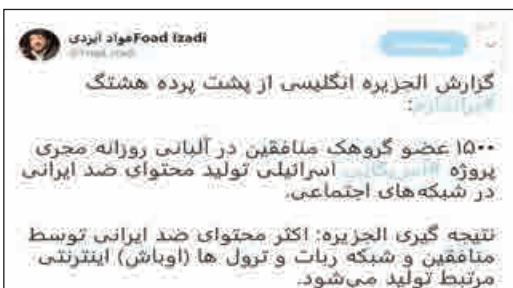 Foad Izadi فواد ایزدی
گزارش الجزیره انگلیسی از پشت پرده هشتگ
#براندازم:
۱۵۰۰ عضو گروهک منافقین در آلبانی روزانه مجری
پروژه #آمریکایی اسرائیلی تولید محتوای ضد ایرانی
در شبکه‌های اجتماعی.
نتیجه گیری الجزیره: اکثر محتوای ضد ایرانی توسط
منافقین و شبکه ربات و ترول ها (اوباش) اینترنتی
مرتبط تولید می‌شود.